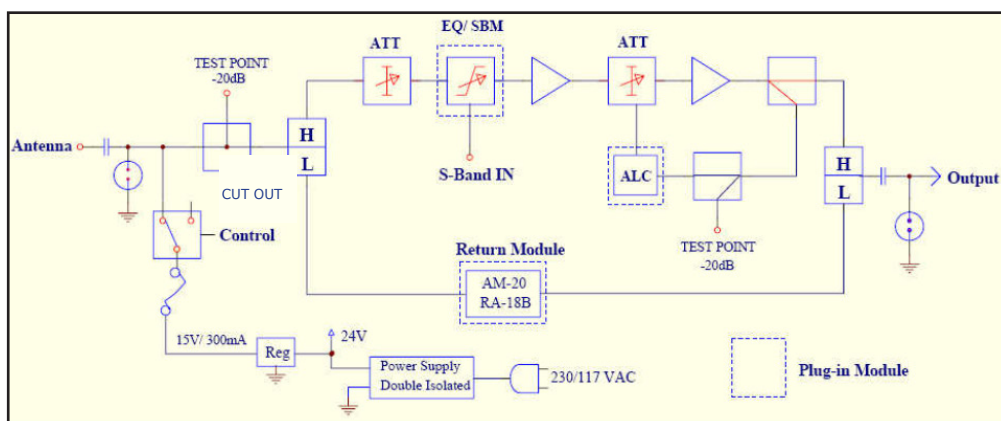 EQ/ SBM
ATT
ATT
TEST POINT
-20dB
H
L
Antenna
S-Band IN
ALC
H
L
Output
CUT OUT
Control
TEST POINT
-20dB
Return Module
AM-20
RA-18B
15V/ 300mA
Reg
24V
Power Supply
Double Isolated
230/117 VAC
Plug-in Module